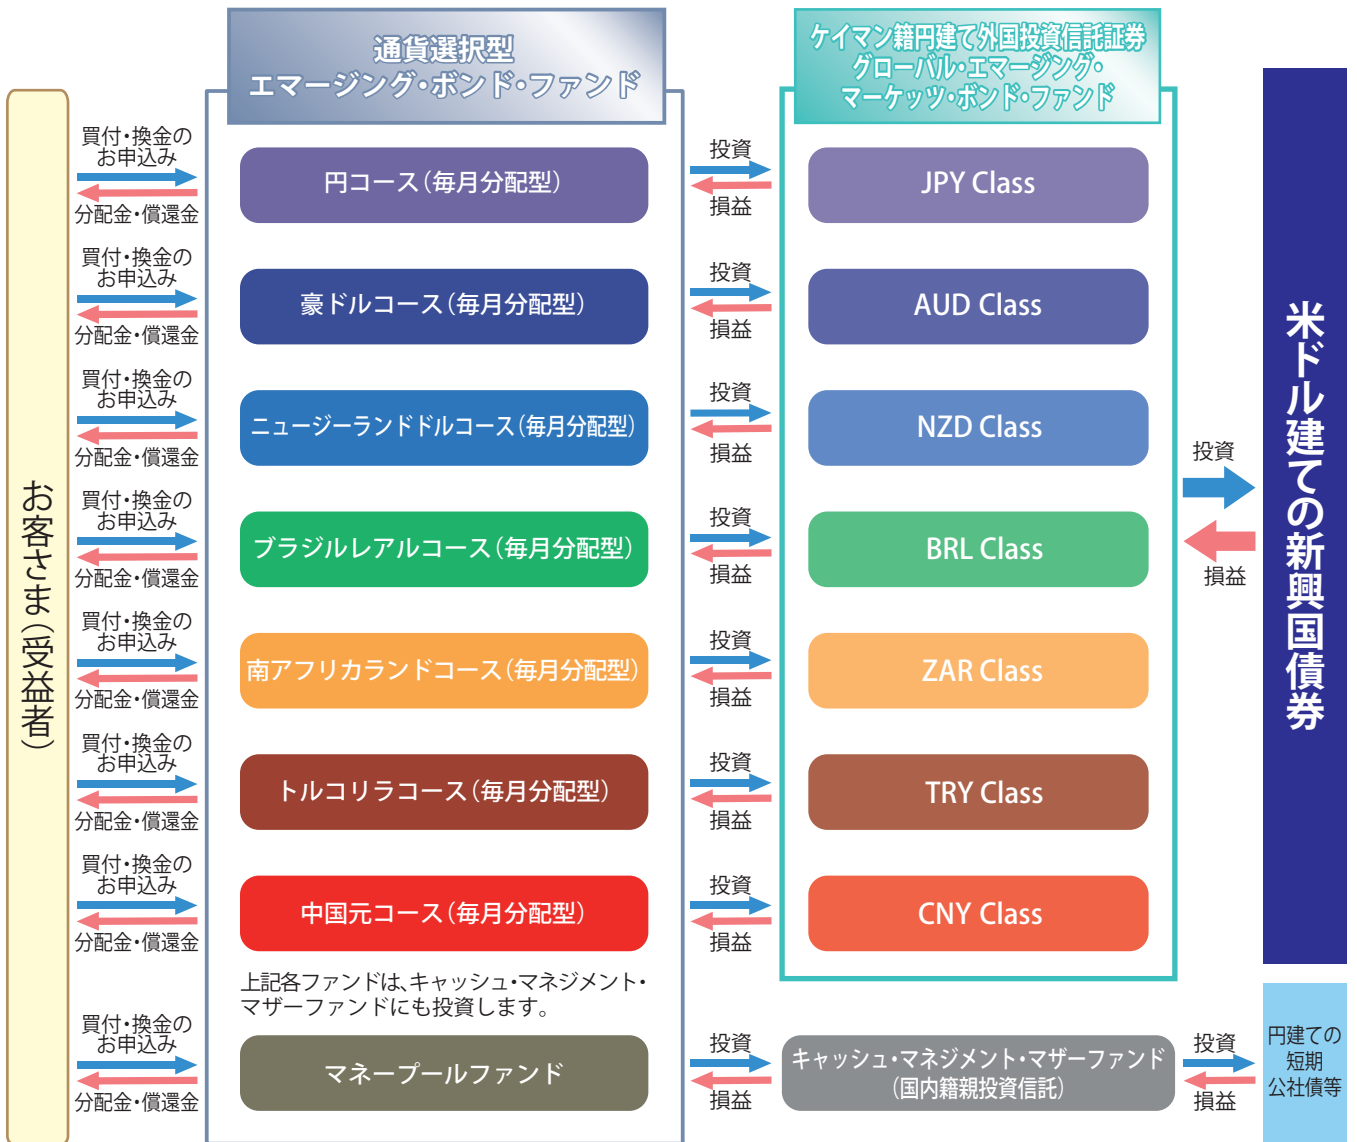 通貨選択型
エマージング・ボンド・ファンド
ケイマン籍円建て外国投資信託証券
グローバル・エマージング・
マーケッツ・ボンド・ファンド
お客さま（受益者）
買付・換金の
お申込み
分配金・償還金
円コース（毎月分配型）
投資
損益
JPY Class
買付・換金の
お申込み
分配金・償還金
豪ドルコース（毎月分配型）
投資
損益
AUD Class
買付・換金の
お申込み
分配金・償還金
ニュージーランドドルコース（毎月分配型）
投資
損益
NZD Class
買付・換金の
お申込み
分配金・償還金
ブラジルレアルコース（毎月分配型）
投資
損益
BRL Class
買付・換金の
お申込み
分配金・償還金
南アフリカランドコース（毎月分配型）
投資
損益
ZAR Class
買付・換金の
お申込み
分配金・償還金
トルコリラコース（毎月分配型）
投資
損益
TRY Class
買付・換金の
お申込み
分配金・償還金
中国元コース（毎月分配型）
投資
損益
CNY Class
投資
損益
米ドル建ての新興国債券
上記各ファンドは、キャッシュ・マネジメント・
マザーファンドにも投資します。
買付・換金の
お申込み
分配金・償還金
マネープールファンド
投資
損益
キャッシュ・マネジメント・マザーファンド
（国内籍親投資信託）
投資
損益
円建ての
短期
公社債等